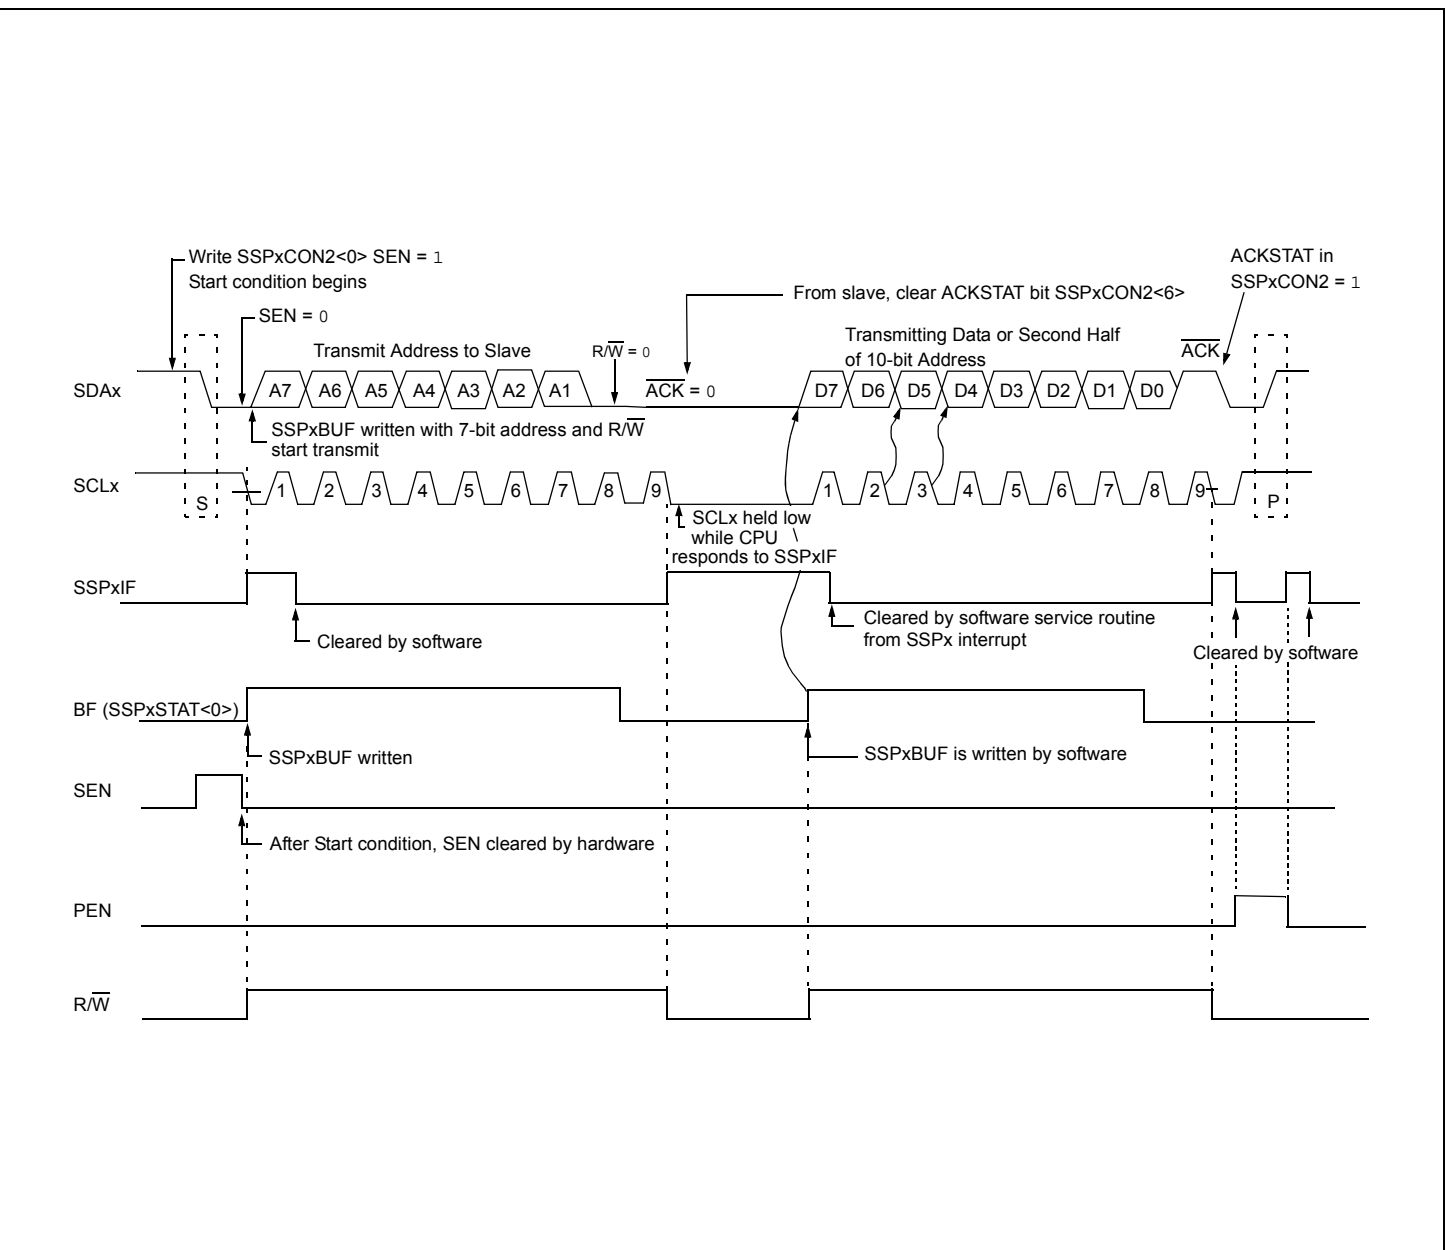 Write SSPxCON2<0> SEN = 1
Start condition begins
ACKSTAT in
SSPxCON2 = 1
From slave, clear ACKSTAT bit SSPxCON2<6>
SEN = 0
Transmitting Data or Second Half
of 10-bit Address
Transmit Address to Slave
R/W̅ = 0
A̅C̅K̅
SDAx
A7 A6 A5 A4 A3 A2 A1
A̅C̅K̅ = 0
D7 D6 D5 D4 D3 D2 D1 D0
SSPxBUF written with 7-bit address and R/W̅
start transmit
SCLx
S
1 2 3 4 5 6 7 8 9
1 2 3 4 5 6 7 8 9
P
SCLx held low
while CPU
responds to SSPxIF
SSPxIF
Cleared by software
Cleared by software service routine
from SSPx interrupt
Cleared by software
BF (SSPxSTAT<0>)
SSPxBUF written
SSPxBUF is written by software
SEN
After Start condition, SEN cleared by hardware
PEN
R/W̅